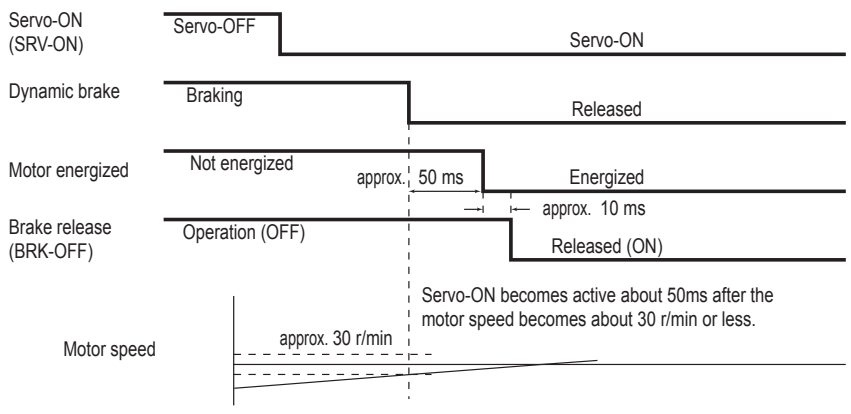 Servo-ON
(SRV-ON)
Servo-OFF
Servo-ON
Dynamic brake
Braking
Released
Motor energized
Not energized
approx. 50 ms
Energized
approx. 10 ms
Brake release
(BRK-OFF)
Operation (OFF)
Released (ON)
Servo-ON becomes active about 50ms after the
motor speed becomes about 30 r/min or less.
Motor speed
approx. 30 r/min